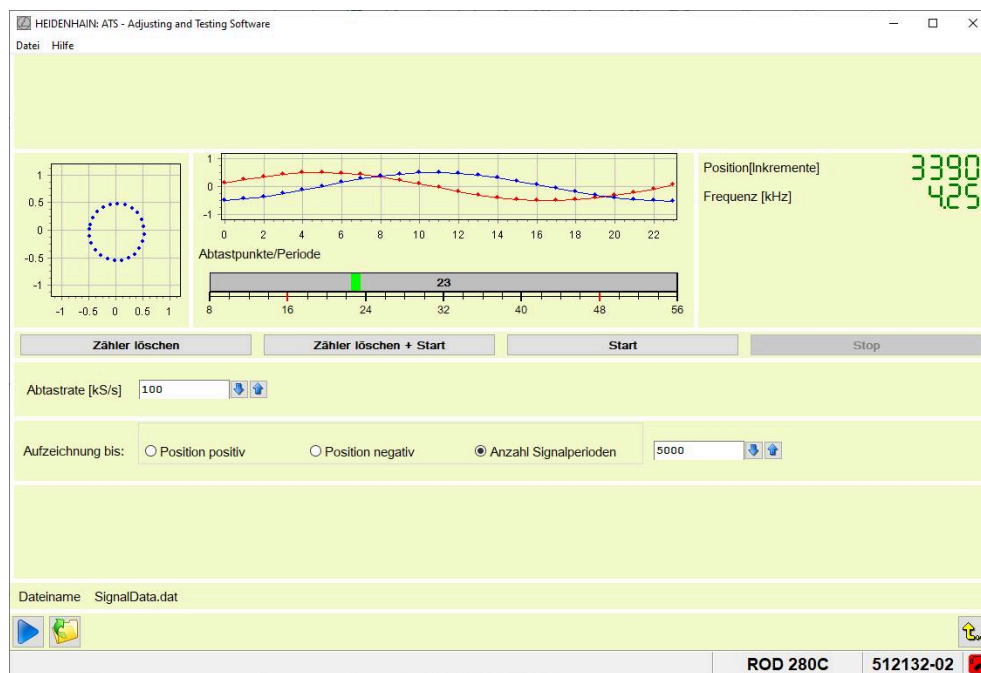 HEIDENHAIN: ATS - Adjusting and Testing Software
Datei Hilfe
1
0.5
0
-0.5
-1
-1 -0.5 0 0.5 1
1
0
-1
0 2 4 6 8 10 12 14 16 18 20 22
Abtastpunkte/Periode
23
8 16 24 32 40 48 56
Position[Inkremente] 3390
Frequenz [kHz] 4.25
Zähler löschen Zähler löschen + Start Start Stop
Abtastrate [kS/s] 100
Aufzeichnung bis: Position positiv Position negativ Anzahl Signalperioden 5000
Dateiname SignalData.dat
ROD 280C 512132-02